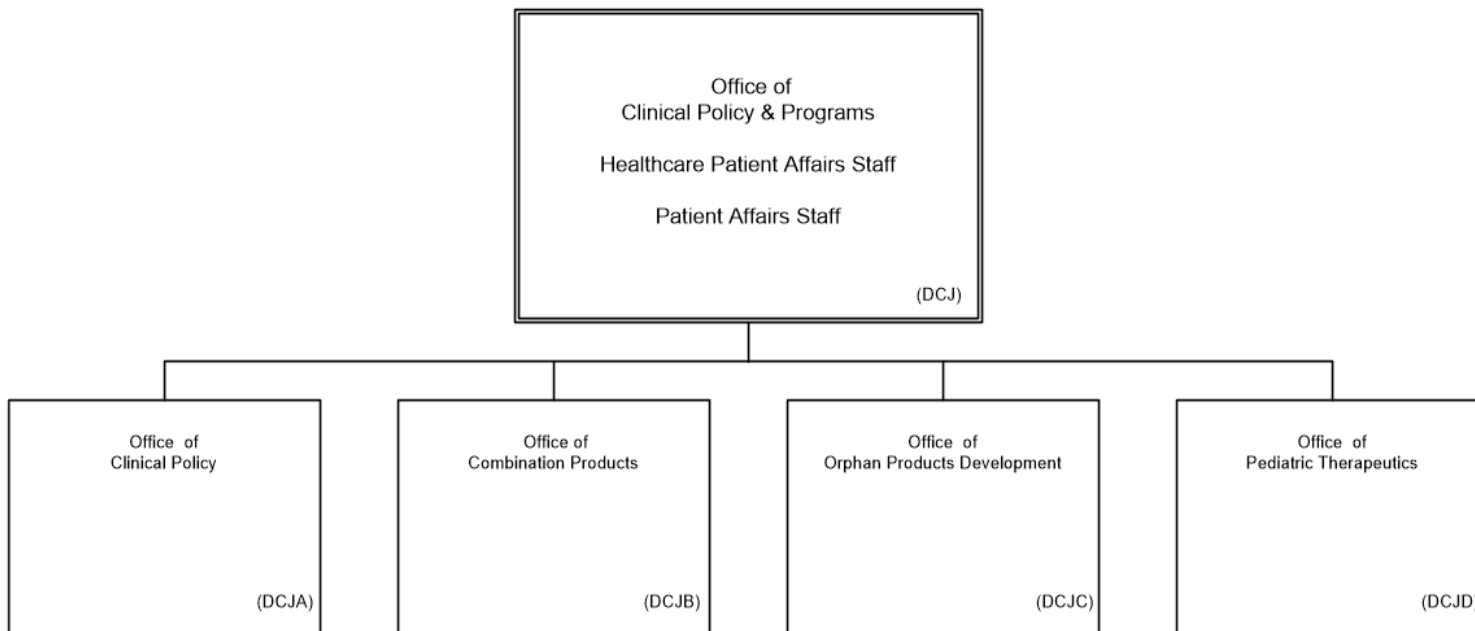 Office of
Clinical Policy & Programs
Healthcare Patient Affairs Staff
Patient Affairs Staff
(DCJ)
Office of
Clinical Policy
(DCJA)
Office of
Combination Products
(DCJB)
Office of
Orphan Products Development
(DCJC)
Office of
Pediatric Therapeutics
(DCJD)